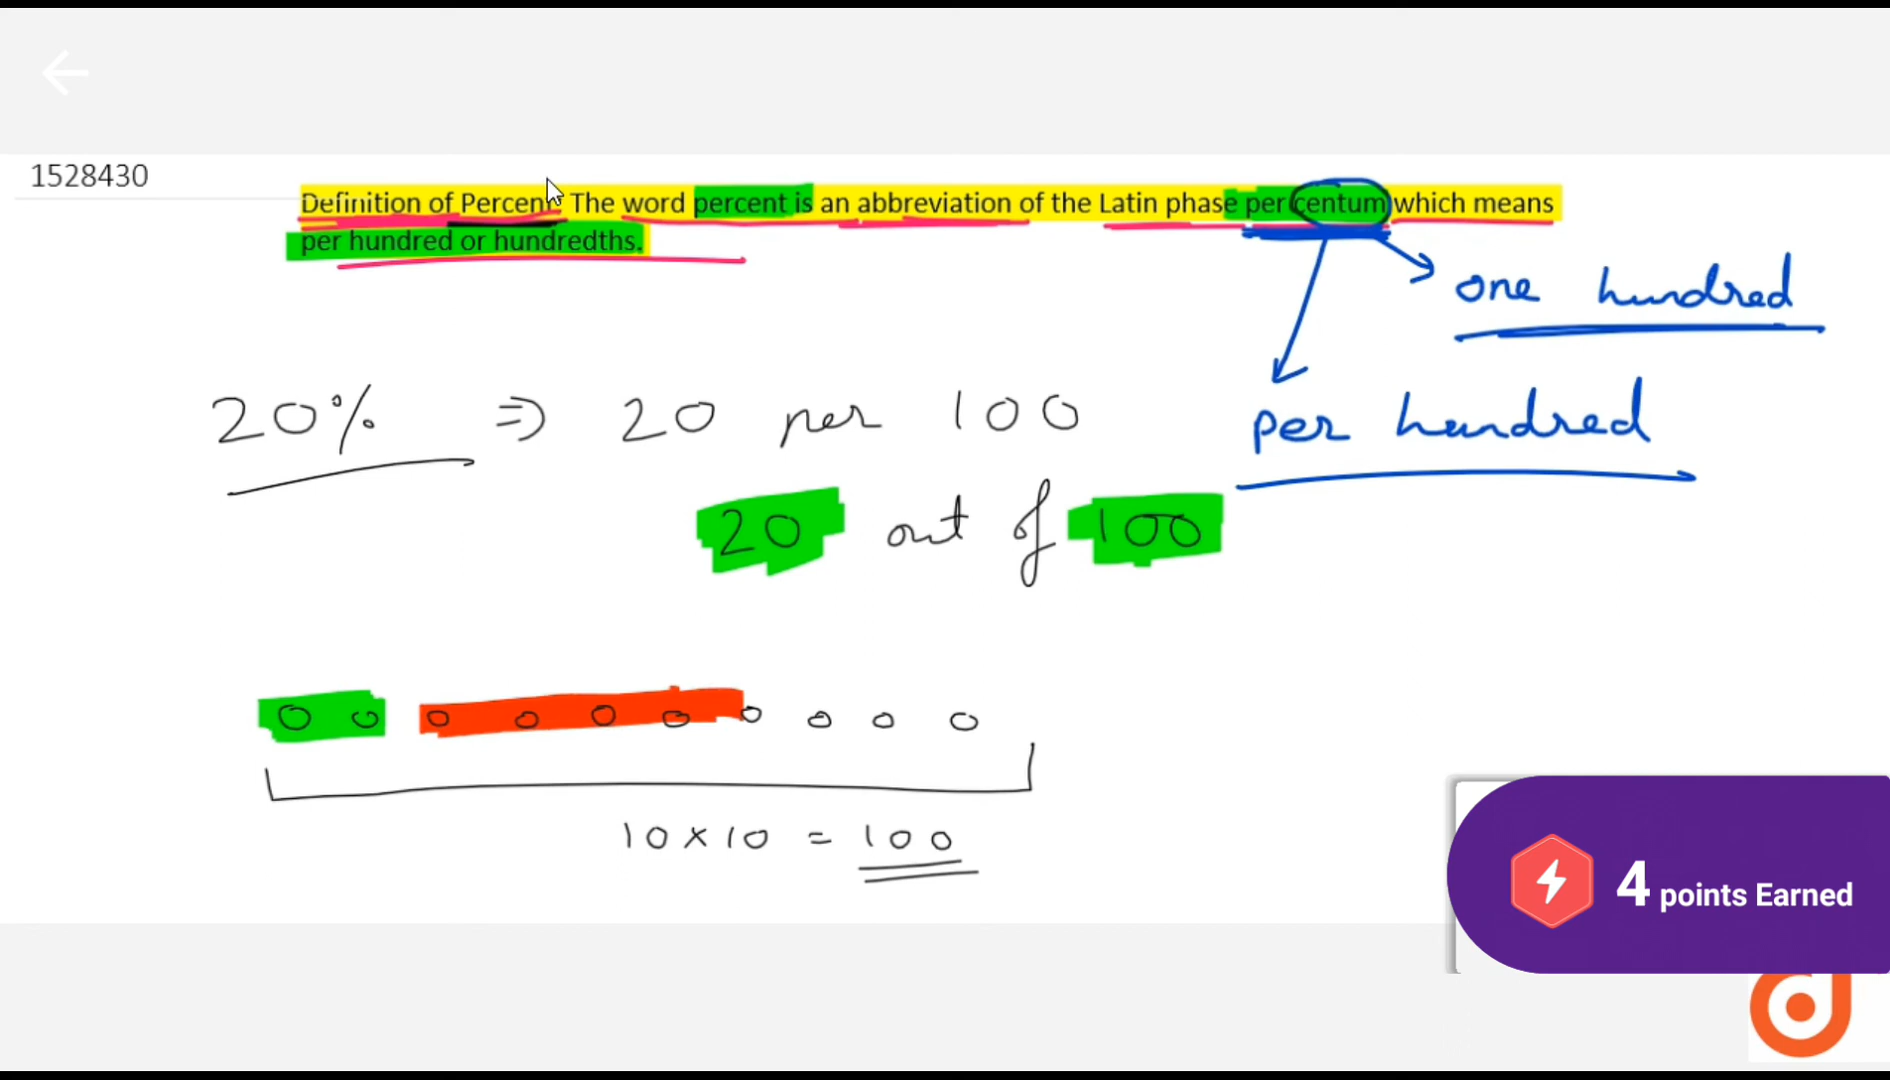 1528430
Definition of Percent: The word percent is an abbreviation of the Latin phase per centum which means
per hundred or hundredths.
one hundred
20% ⇒ 20 per 100
per hundred
20 out of 100
10 × 10 = 100
4 points Earned